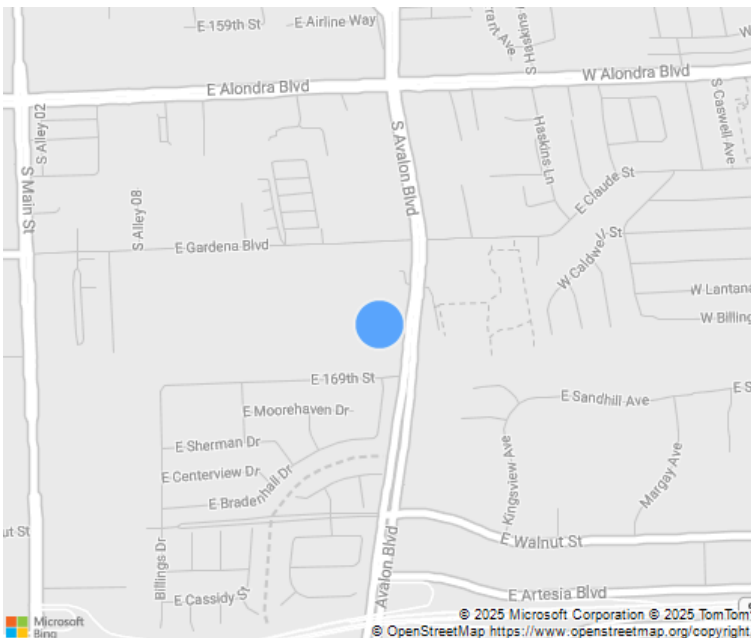 E 159th St
E Airline Way
S Haskins
E Alondra Blvd
W Alondra Blvd
S Alley 02
S Main St
S Avalon Blvd
Haskins Ln
S Caswell Ave
E Claude St
S Alley 08
E Gardena Blvd
W Caldwell St
W Lantana
W Billing
E 169th St
E Moorehaven Dr
E Sandhill Ave
E S
E Sherman Dr
E Centerview Dr
E Bradenhall Dr
Kingsview Ave
Margay Ave
ut St
E Walnut St
Billings Dr
Avalon Blvd
E Cassidy St
E Artesia Blvd
Microsoft
Bing
© 2025 Microsoft Corporation © 2025 TomTom
© OpenStreetMap https://www.openstreetmap.org/copyright